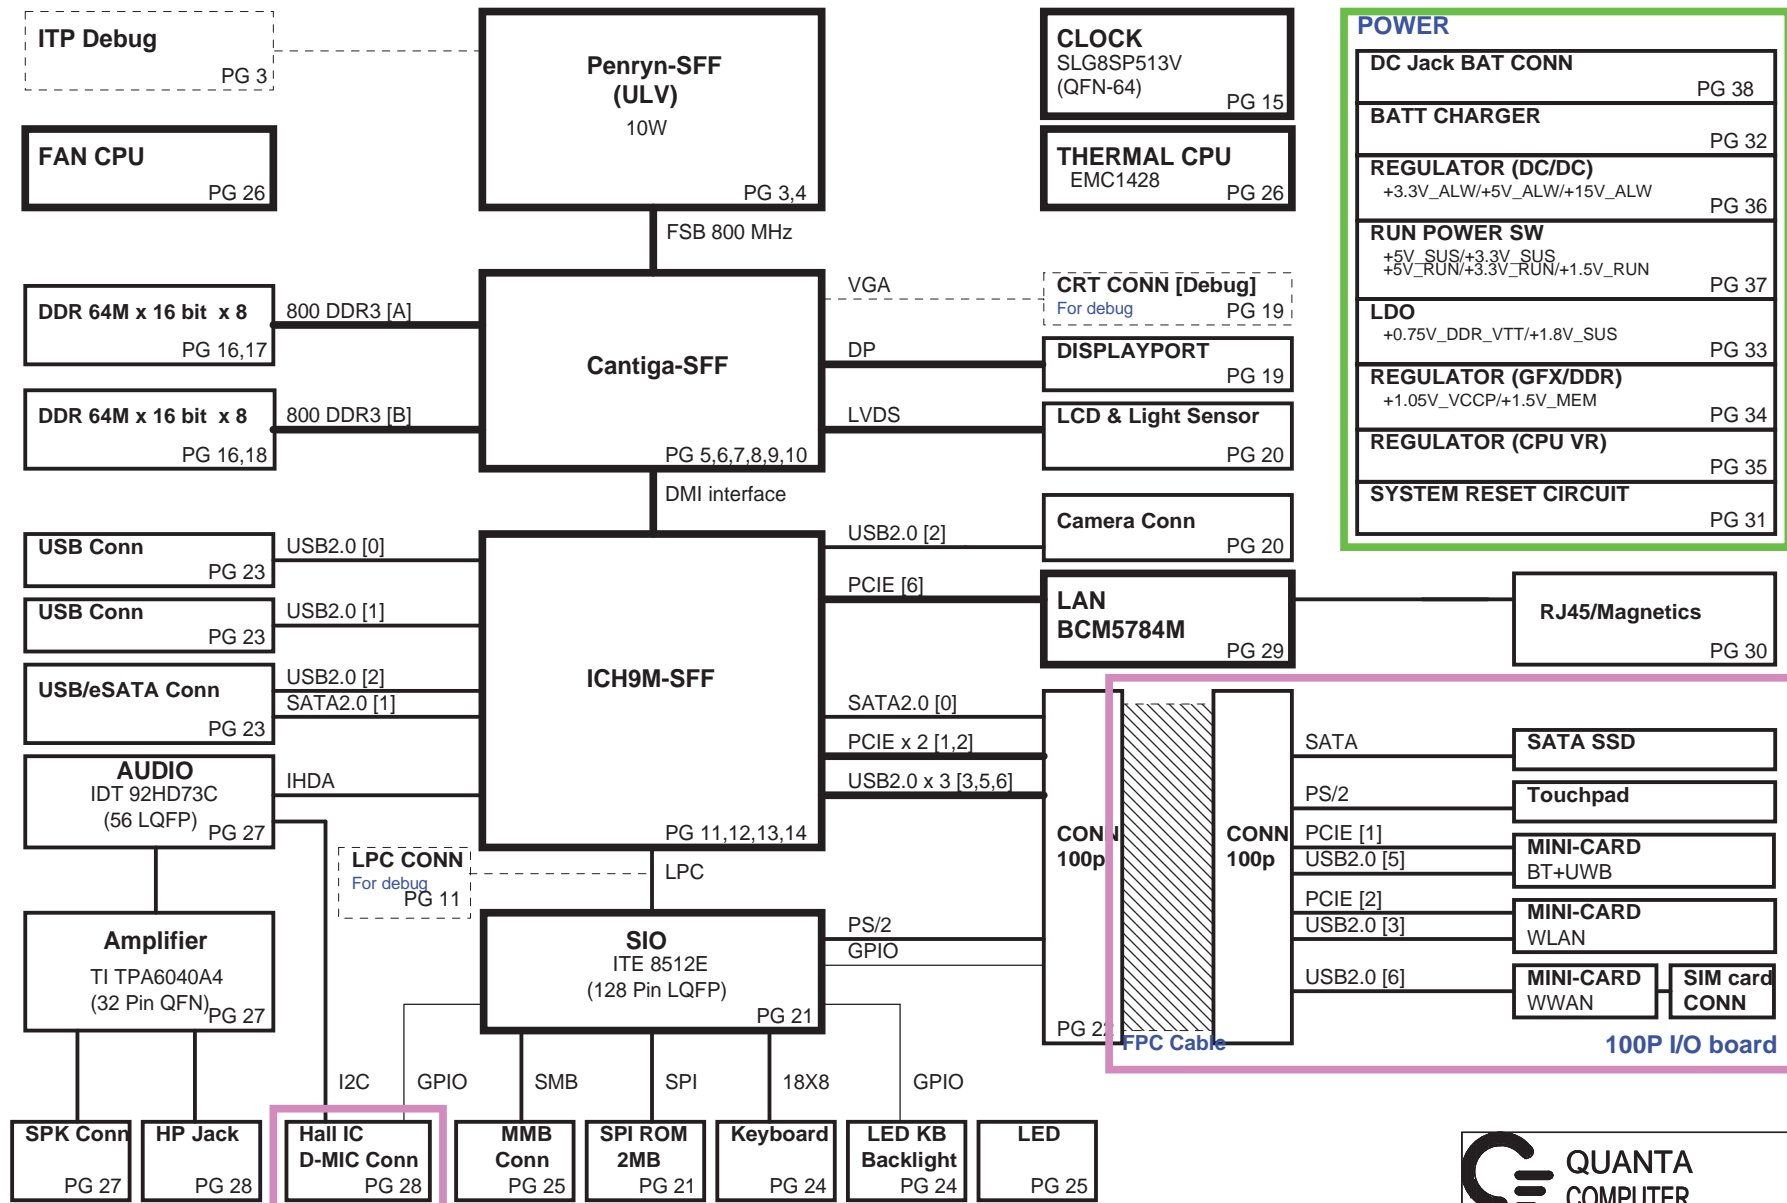 ITP Debug
PG 3
FAN CPU
PG 26
Penryn-SFF
(ULV)
10W
PG 3,4
FSB 800 MHz
CLOCK
SLG8SP513V
(QFN-64)
PG 15
THERMAL CPU
EMC1428
PG 26
POWER
DC Jack BAT CONN
PG 38
BATT CHARGER
PG 32
REGULATOR (DC/DC)
+3.3V_ALW/+5V_ALW/+15V_ALW
PG 36
RUN POWER SW
+5V_SUS/+3.3V_SUS
+5V_RUN/+3.3V_RUN/+1.5V_RUN
PG 37
LDO
+0.75V_DDR_VTT/+1.8V_SUS
PG 33
REGULATOR (GFX/DDR)
+1.05V_VCCP/+1.5V_MEM
PG 34
REGULATOR (CPU VR)
PG 35
SYSTEM RESET CIRCUIT
PG 31
DDR 64M x 16 bit x 8
PG 16,17
800 DDR3 [A]
DDR 64M x 16 bit x 8
PG 16,18
800 DDR3 [B]
Cantiga-SFF
PG 5,6,7,8,9,10
VGA
CRT CONN [Debug]
For debug
PG 19
DP
DISPLAYPORT
PG 19
LVDS
LCD & Light Sensor
PG 20
DMI interface
USB Conn
PG 23
USB2.0 [0]
USB Conn
PG 23
USB2.0 [1]
USB/eSATA Conn
PG 23
USB2.0 [2]
SATA2.0 [1]
AUDIO
IDT 92HD73C
(56 LQFP)
PG 27
IHDA
ICH9M-SFF
PG 11,12,13,14
USB2.0 [2]
Camera Conn
PG 20
PCIE [6]
LAN
BCM5784M
PG 29
RJ45/Magnetics
PG 30
SATA2.0 [0]
PCIE x 2 [1,2]
USB2.0 x 3 [3,5,6]
LPC CONN
For debug
PG 11
LPC
Amplifier
TI TPA6040A4
(32 Pin QFN)
PG 27
SIO
ITE 8512E
(128 Pin LQFP)
PG 21
PS/2
GPIO
CONN
100p
PG 22
FPC Cable
CONN
100p
SATA
SATA SSD
PS/2
Touchpad
PCIE [1]
USB2.0 [5]
MINI-CARD
BT+UWB
PCIE [2]
USB2.0 [3]
MINI-CARD
WLAN
USB2.0 [6]
MINI-CARD
WWAN
SIM card
CONN
100P I/O board
I2C
GPIO
SMB
SPI
18X8
GPIO
SPK Conn
PG 27
HP Jack
PG 28
Hall IC
D-MIC Conn
PG 28
MMB
Conn
PG 25
SPI ROM
2MB
PG 21
Keyboard
PG 24
LED KB
Backlight
PG 24
LED
PG 25
QUANTA
COMPUTER